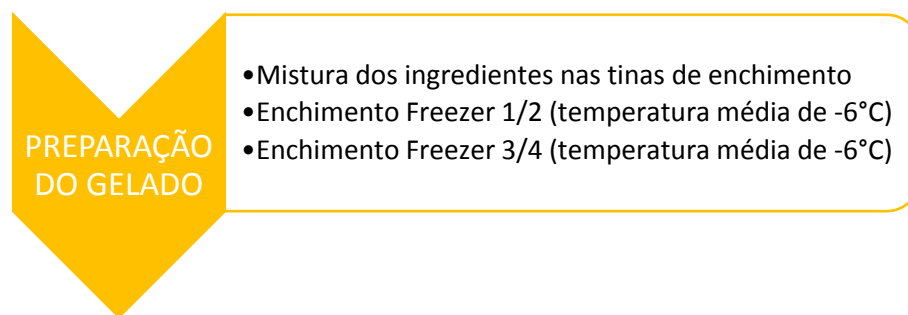 PREPARAÇÃO
DO GELADO
•Mistura dos ingredientes nas tinas de enchimento
•Enchimento Freezer 1/2 (temperatura média de -6°C)
•Enchimento Freezer 3/4 (temperatura média de -6°C)